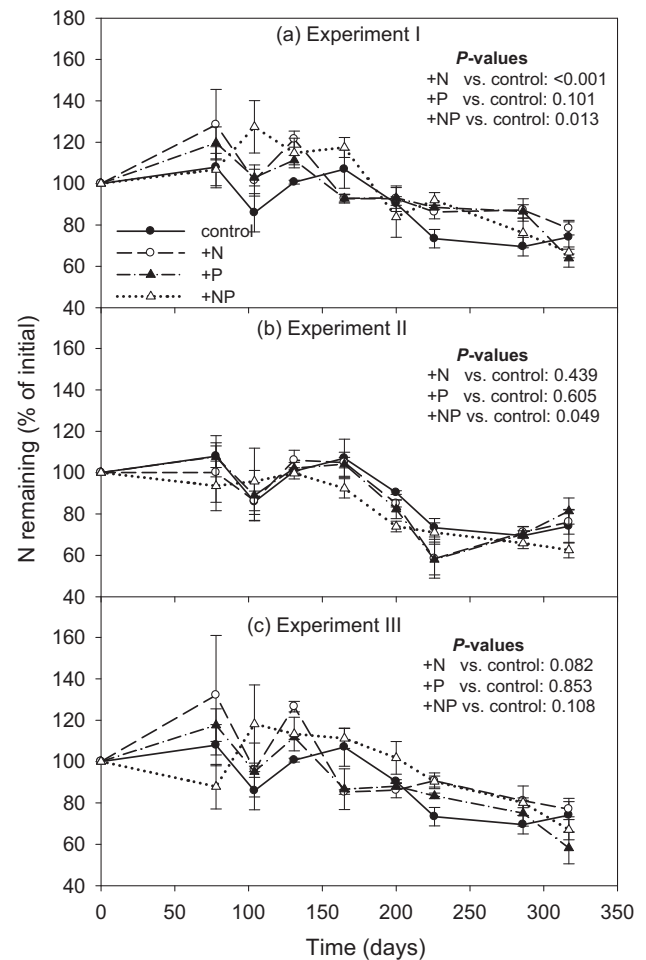 N remaining (% of initial)
180
160
140
120
100
80
60
40
(a) Experiment I
P-values
+N vs. control: <0.001
+P vs. control: 0.101
+NP vs. control: 0.013
control
+N
+P
+NP
160
140
120
100
80
60
40
(b) Experiment II
P-values
+N vs. control: 0.439
+P vs. control: 0.605
+NP vs. control: 0.049
160
140
120
100
80
60
40
(c) Experiment III
P-values
+N vs. control: 0.082
+P vs. control: 0.853
+NP vs. control: 0.108
0 50 100 150 200 250 300 350
Time (days)